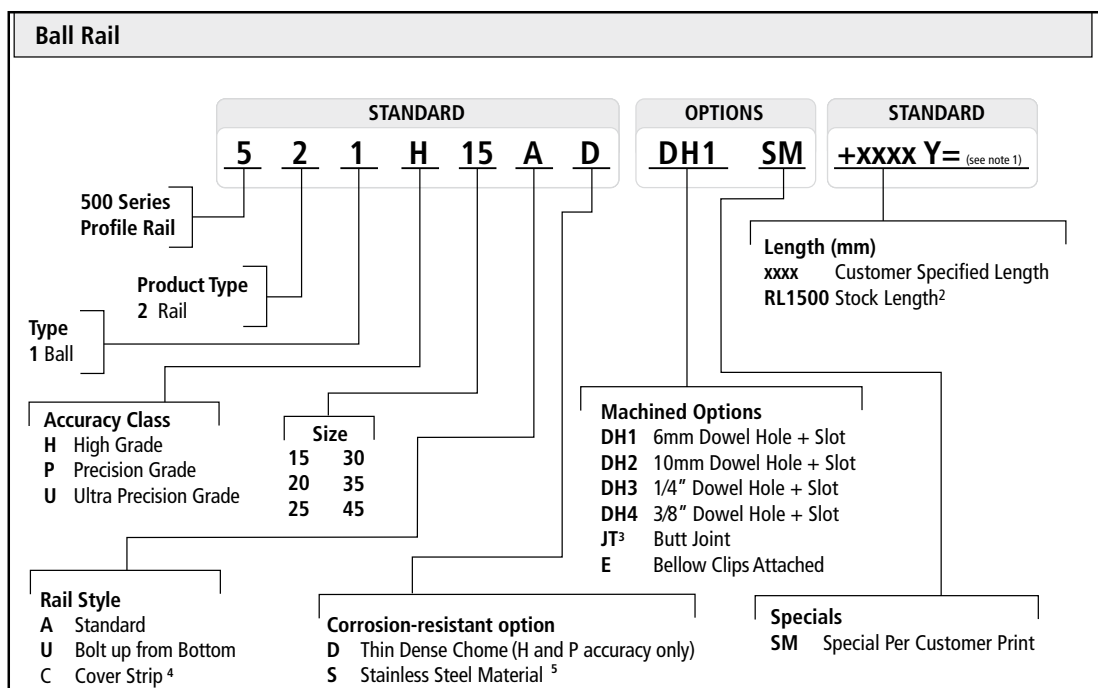 Ball Rail
STANDARD
OPTIONS
STANDARD
5 2 1 H 15 A D
DH1 SM
+xxxx Y= (see note 1)
500 Series
Profile Rail
Product Type
2 Rail
Type
1 Ball
Length (mm)
xxxx Customer Specified Length
RL1500 Stock Length2
Accuracy Class
H High Grade
P Precision Grade
U Ultra Precision Grade
Size
15 30
20 35
25 45
Machined Options
DH1 6mm Dowel Hole + Slot
DH2 10mm Dowel Hole + Slot
DH3 1/4" Dowel Hole + Slot
DH4 3/8" Dowel Hole + Slot
JT3 Butt Joint
E Bellow Clips Attached
Rail Style
A Standard
U Bolt up from Bottom
C Cover Strip 4
Corrosion-resistant option
D Thin Dense Chome (H and P accuracy only)
S Stainless Steel Material 5
Specials
SM Special Per Customer Print